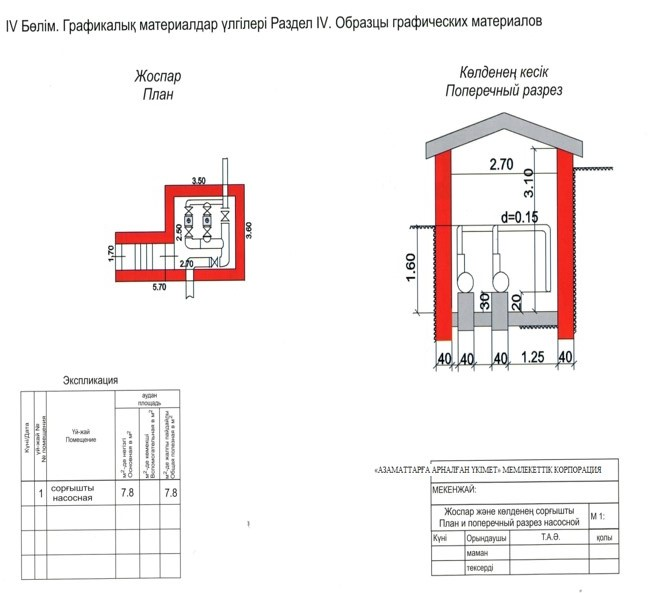 IV Бөлім. Графикалық материалдар үлгілері Раздел IV. Образцы графических материалов
Жоспар
План
Көлденең кесік
Поперечный разрез
3.50
2.50
3.60
1.70
2.70
5.70
2.70
3.10
d=0.15
1.60
30
20
40
40
40
1.25
40
Экспликация
Күні/Дата
үй-жай №
№ помещения
Үй-жай
Помещение
аудан
площадь
м²-де негізгі
Основная в м²
м²-де көмекші
Вспомогательная в м²
м²-де жалпы пайдалы
Общая полезная в м²
1
сорғышты
насосная
7.8
7.8
«АЗАМАТТАРҒА АРНАЛҒАН ҮКІМЕТ» МЕМЛЕКЕТТІК КОРПОРАЦИЯ
МЕКЕНЖАЙ:
Жоспар және көлденең сорғышты
План и поперечный разрез насосной
М 1:
Күні
Орындаушы
Т.А.Ә.
қолы
маман
тексерді